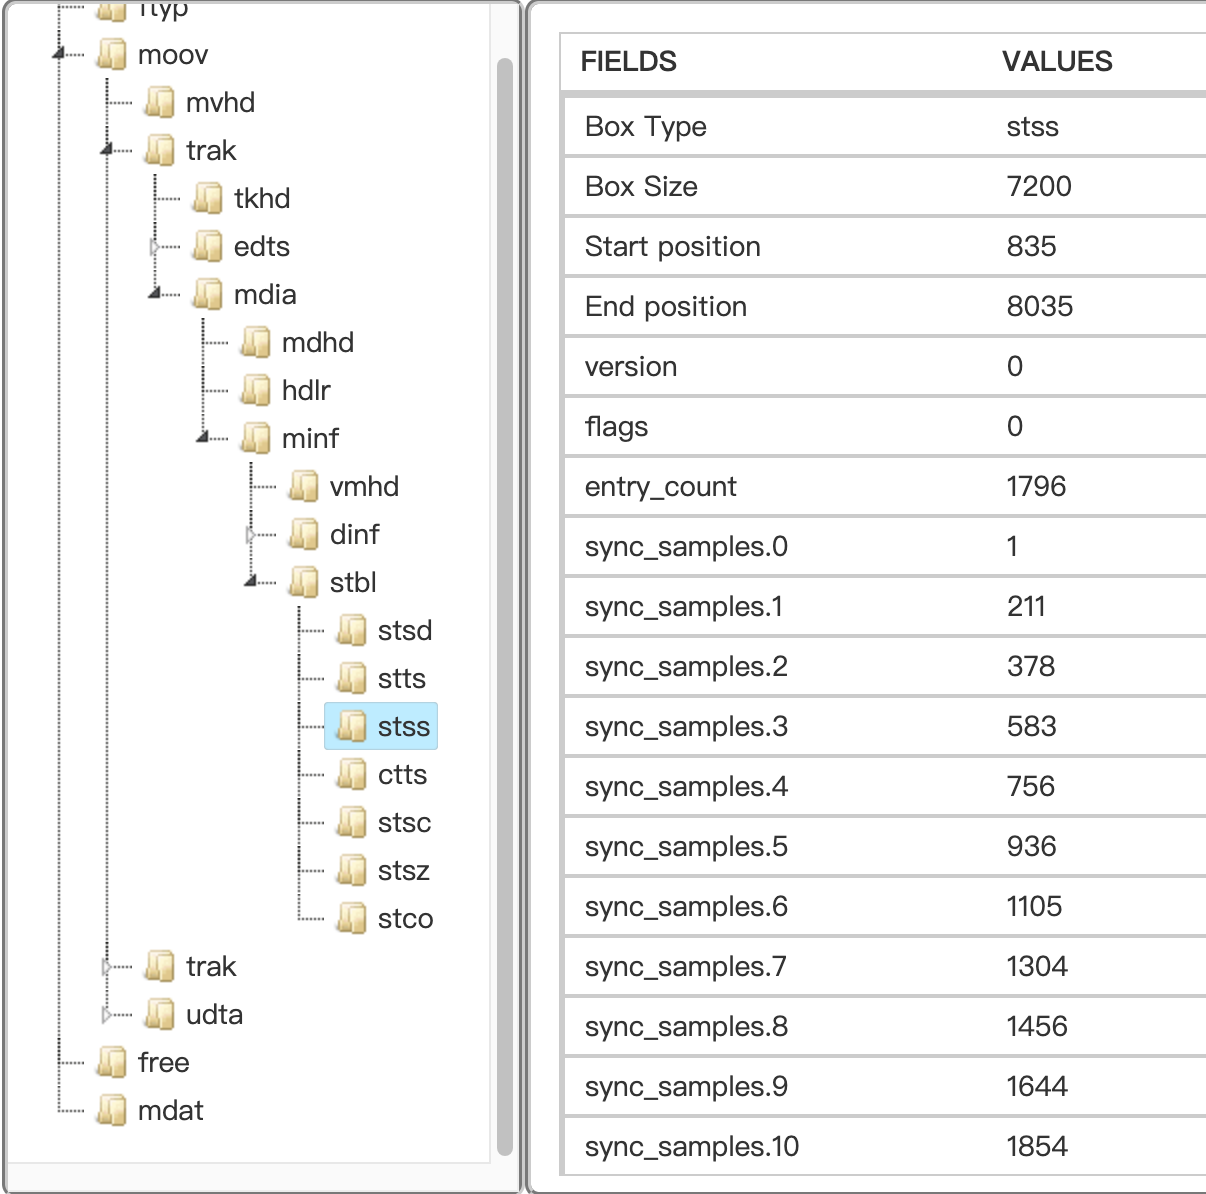 ftyp
moov
mvhd
trak
tkhd
edts
mdia
mdhd
hdlr
minf
vmhd
dinf
stbl
stsd
stts
stss
ctts
stsc
stsz
stco
trak
udta
free
mdat
FIELDS VALUES
Box Type stss
Box Size 7200
Start position 835
End position 8035
version 0
flags 0
entry_count 1796
sync_samples.0 1
sync_samples.1 211
sync_samples.2 378
sync_samples.3 583
sync_samples.4 756
sync_samples.5 936
sync_samples.6 1105
sync_samples.7 1304
sync_samples.8 1456
sync_samples.9 1644
sync_samples.10 1854